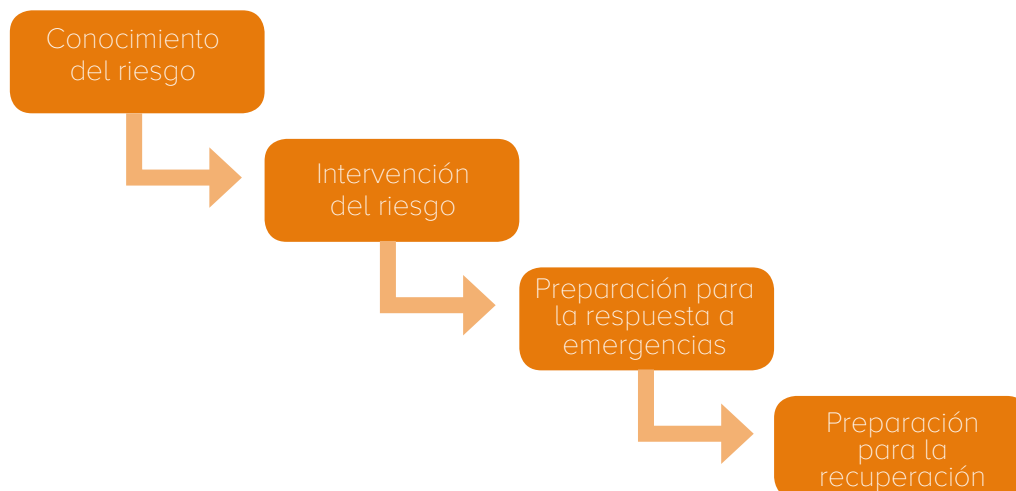 Conocimiento
del riesgo
Intervención
del riesgo
Preparación para
la respuesta a
emergencias
Preparación
para la
recuperación